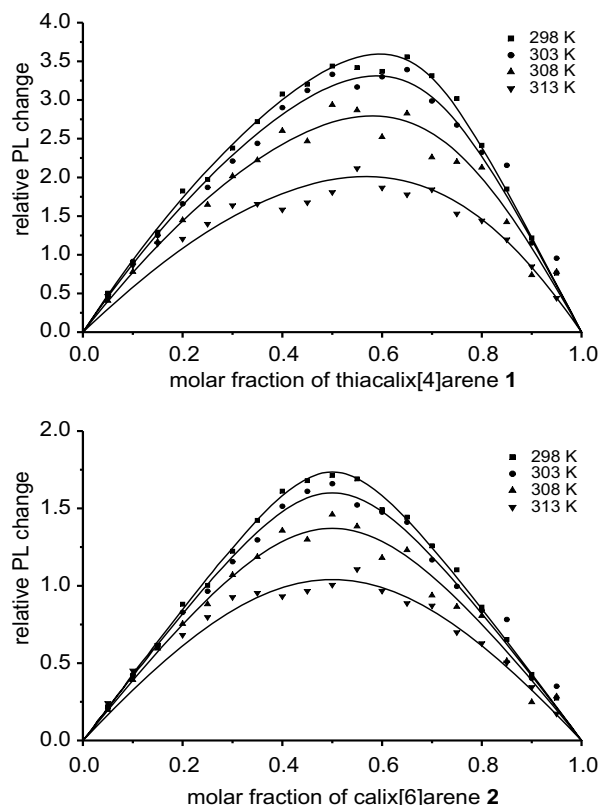 4.0
3.5
3.0
2.5
2.0
1.5
1.0
0.5
0.0
relative PL change
298 K
303 K
308 K
313 K
0.0 0.2 0.4 0.6 0.8 1.0
molar fraction of thiacalix[4]arene 1
2.0
1.5
1.0
0.5
0.0
relative PL change
298 K
303 K
308 K
313 K
0.0 0.2 0.4 0.6 0.8 1.0
molar fraction of calix[6]arene 2